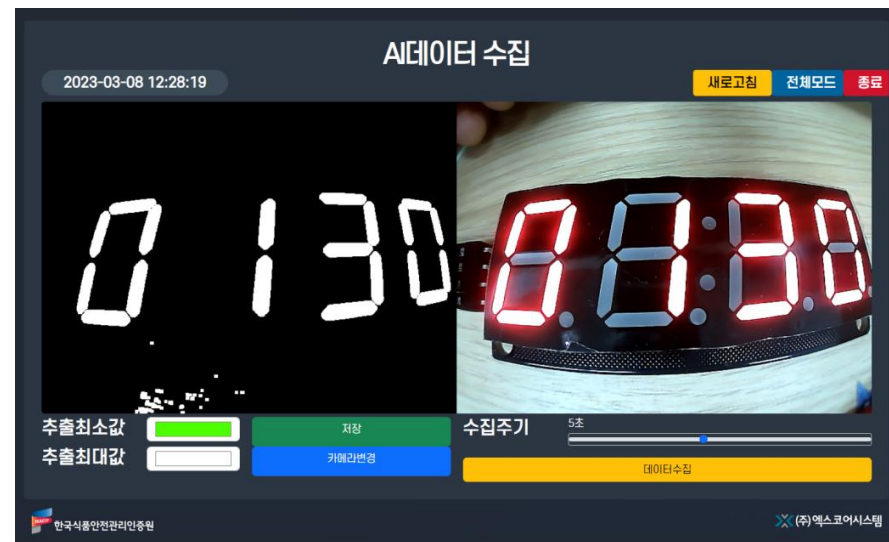 AI데이터 수집
2023-03-08 12:28:19
새로고침
전체모드
종료
0130
0130
추출최소값
저장
수집주기
5초
추출최대값
카메라변경
데이터수집
HACCP 한국식품안전관리인증원
(주)엑스코어시스템